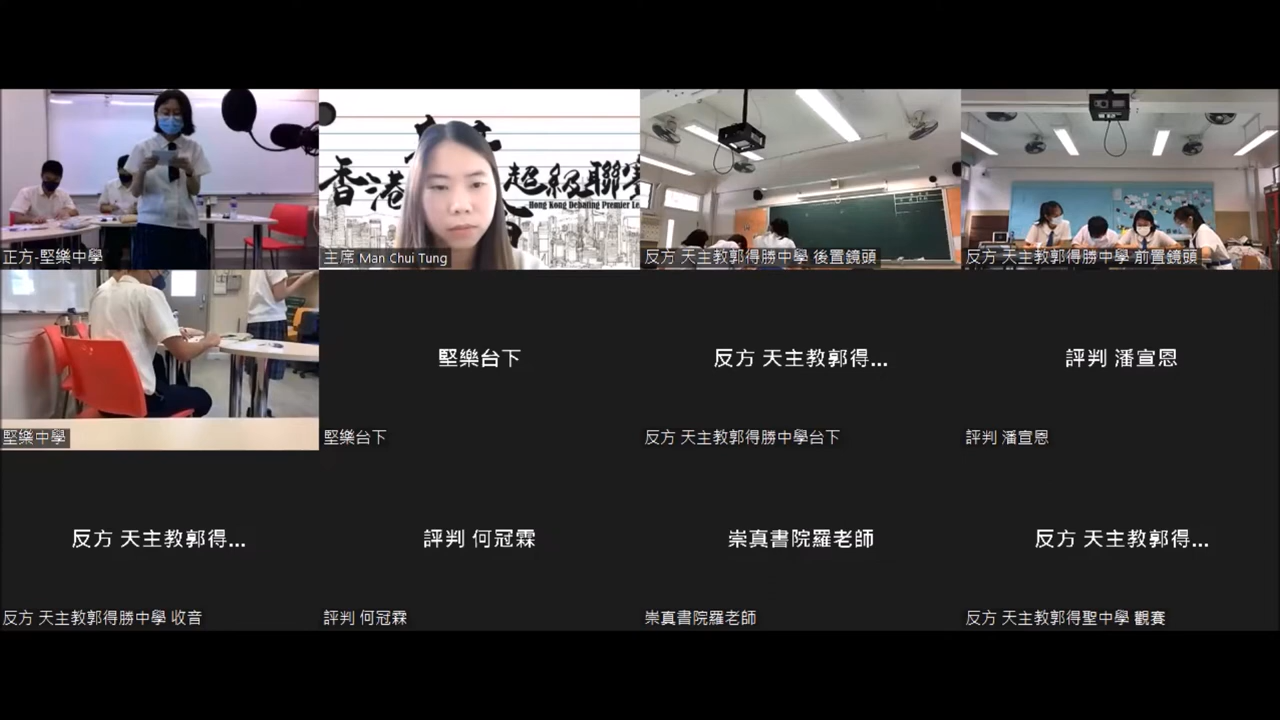 香港
超級聯賽
Hong Kong Debating Premier Le
正方-堅樂中學
主席 Man Chui Tung
反方 天主教郭得勝中學 後置鏡頭
反方 天主教郭得勝中學 前置鏡頭
堅樂中學
堅樂台下
堅樂台下
反方 天主教郭得...
反方 天主教郭得勝中學台下
評判 潘宣恩
評判 潘宣恩
反方 天主教郭得...
反方 天主教郭得勝中學 收音
評判 何冠霖
評判 何冠霖
崇真書院羅老師
崇真書院羅老師
反方 天主教郭得...
反方 天主教郭得聖中學 觀賽